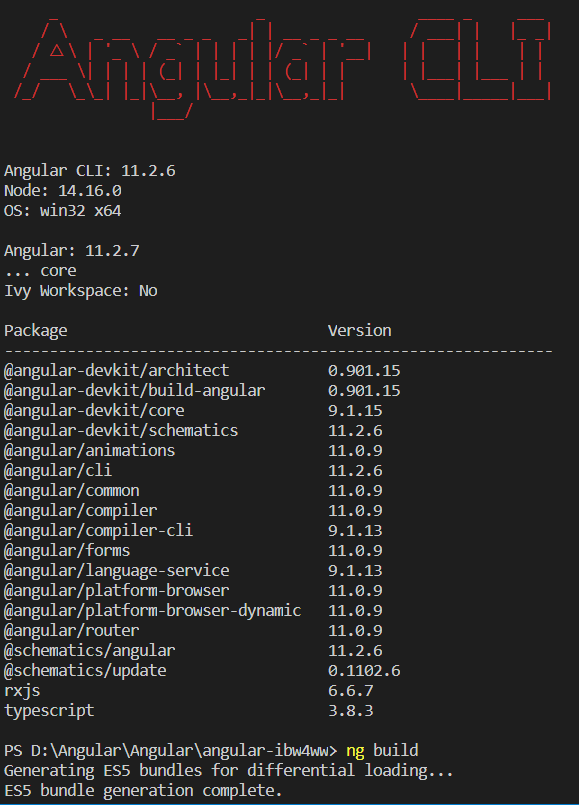 Angular CLI
Angular CLI: 11.2.6
Node: 14.16.0
OS: win32 x64
Angular: 11.2.7
... core
Ivy Workspace: No
Package Version
------------------------------------------------------------
@angular-devkit/architect 0.901.15
@angular-devkit/build-angular 0.901.15
@angular-devkit/core 9.1.15
@angular-devkit/schematics 11.2.6
@angular/animations 11.0.9
@angular/cli 11.2.6
@angular/common 11.0.9
@angular/compiler 11.0.9
@angular/compiler-cli 9.1.13
@angular/forms 11.0.9
@angular/language-service 9.1.13
@angular/platform-browser 11.0.9
@angular/platform-browser-dynamic 11.0.9
@angular/router 11.0.9
@schematics/angular 11.2.6
@schematics/update 0.1102.6
rxjs 6.6.7
typescript 3.8.3
PS D:\Angular\Angular\angular-ibw4ww> ng build
Generating ES5 bundles for differential loading...
ES5 bundle generation complete.